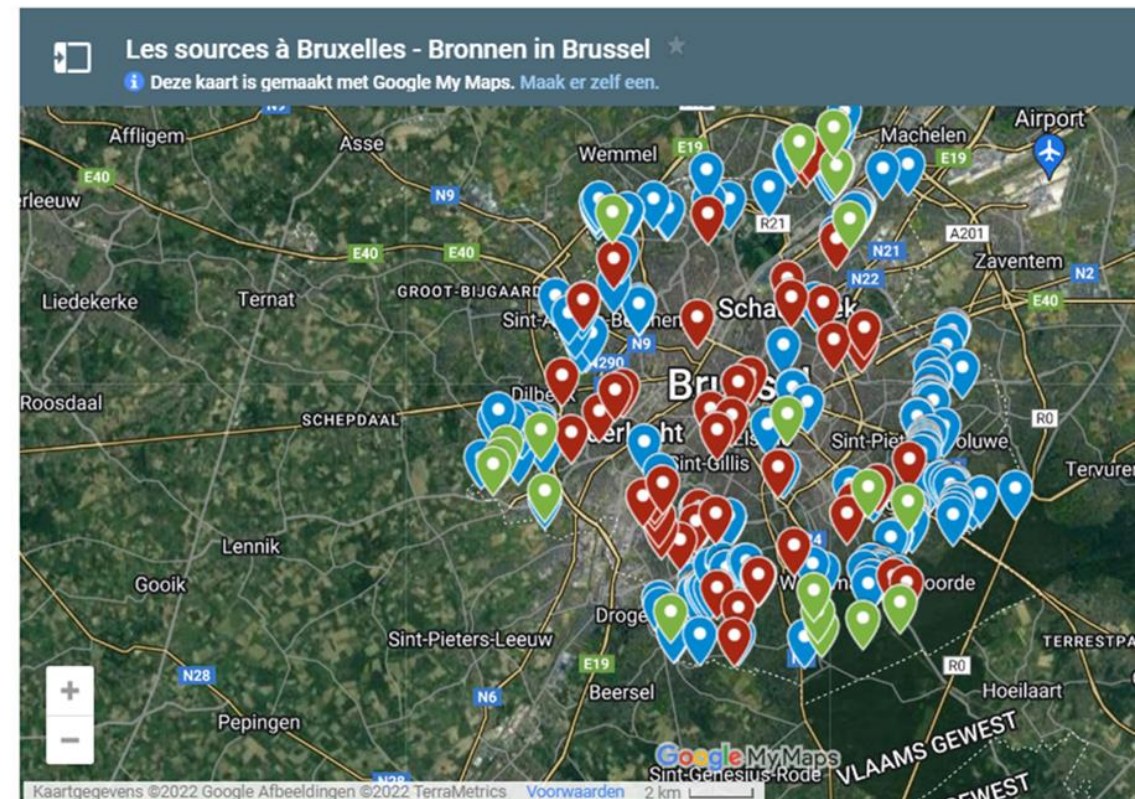 Les sources à Bruxelles - Bronnen in Brussel
Deze kaart is gemaakt met Google My Maps. Maak er zelf een.
Affligem
Asse
Wemmel
E19
Machelen
Airport
E40
N9
E19
R21
A201
N21
Zaventem
N2
E40
E40
N22
GROOT-BIJGAARD
Liedekerke
Ternat
E40
N9
Roosdaal
SCHEPDAAL
R0
Sint-Gillis
Tervuren
Lennik
Gooik
Sint-Pieters-Leeuw
TERRESTPA
N28
E19
R0
N6
Beersel
Hoeilaart
Pepingen
VLAAMS GEWEST
Google My Maps
Sint-Genesius-Rode
N28
GEWEST
Kaartgegevens ©2022 Google Afbeeldingen ©2022 TerraMetrics Voorwaarden 2 km